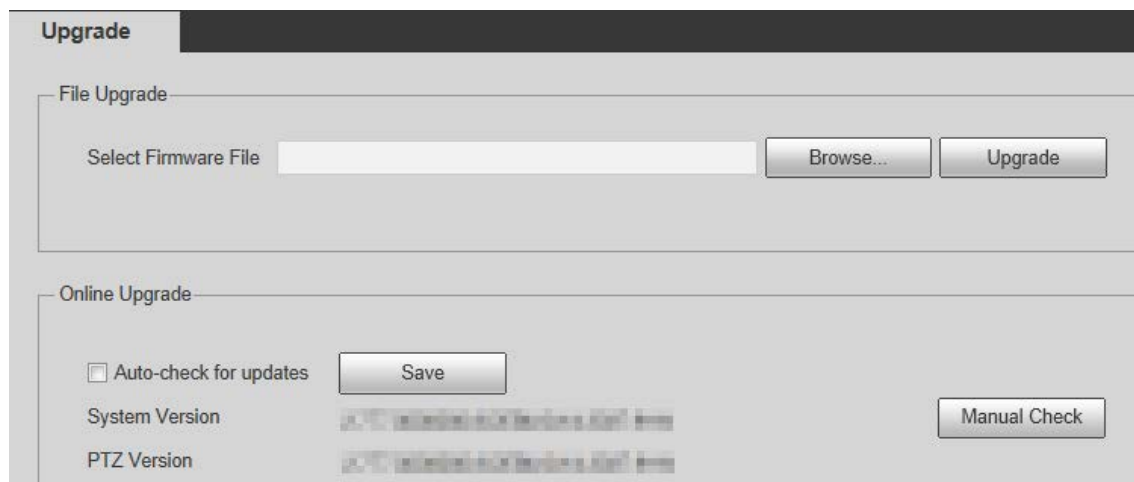 Upgrade
File Upgrade
Select Firmware File Browse... Upgrade
Online Upgrade
Auto-check for updates Save
System Version Manual Check
PTZ Version